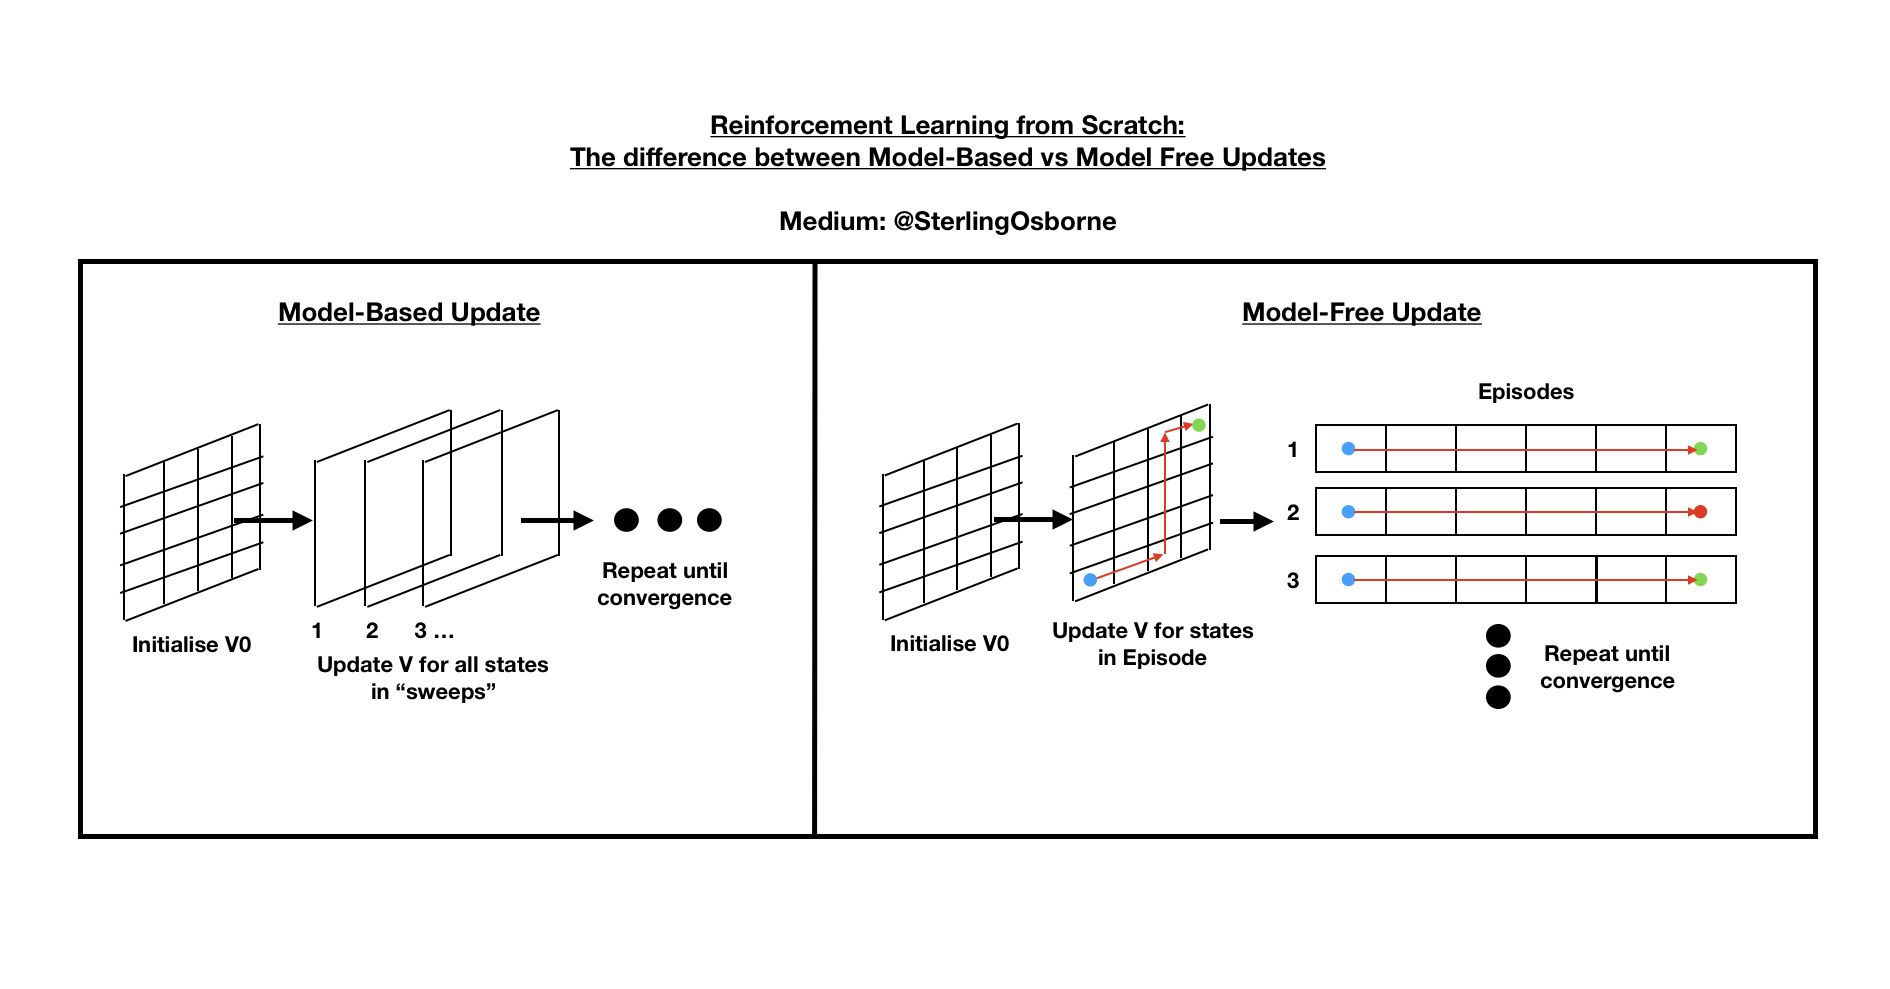 Reinforcement Learning from Scratch:
The difference between Model-Based vs Model Free Updates
Medium: @SterlingOsborne
Model-Based Update
Initialise V0
1 2 3 ...
Update V for all states
in “sweeps”
Repeat until
convergence
Model-Free Update
Initialise V0
Update V for states
in Episode
Episodes
1
2
3
Repeat until
convergence